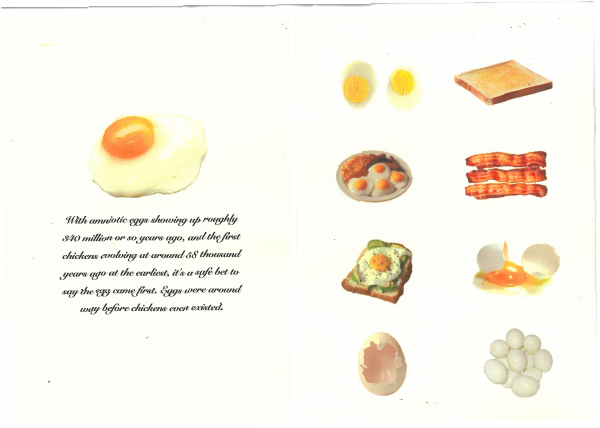 With amniotic eggs showing up roughly
340 million or so years ago, and the first
chickens evolving at around 58 thousand
years ago at the earliest, it's a safe bet to
say the egg came first. Eggs were around
way before chickens even existed.